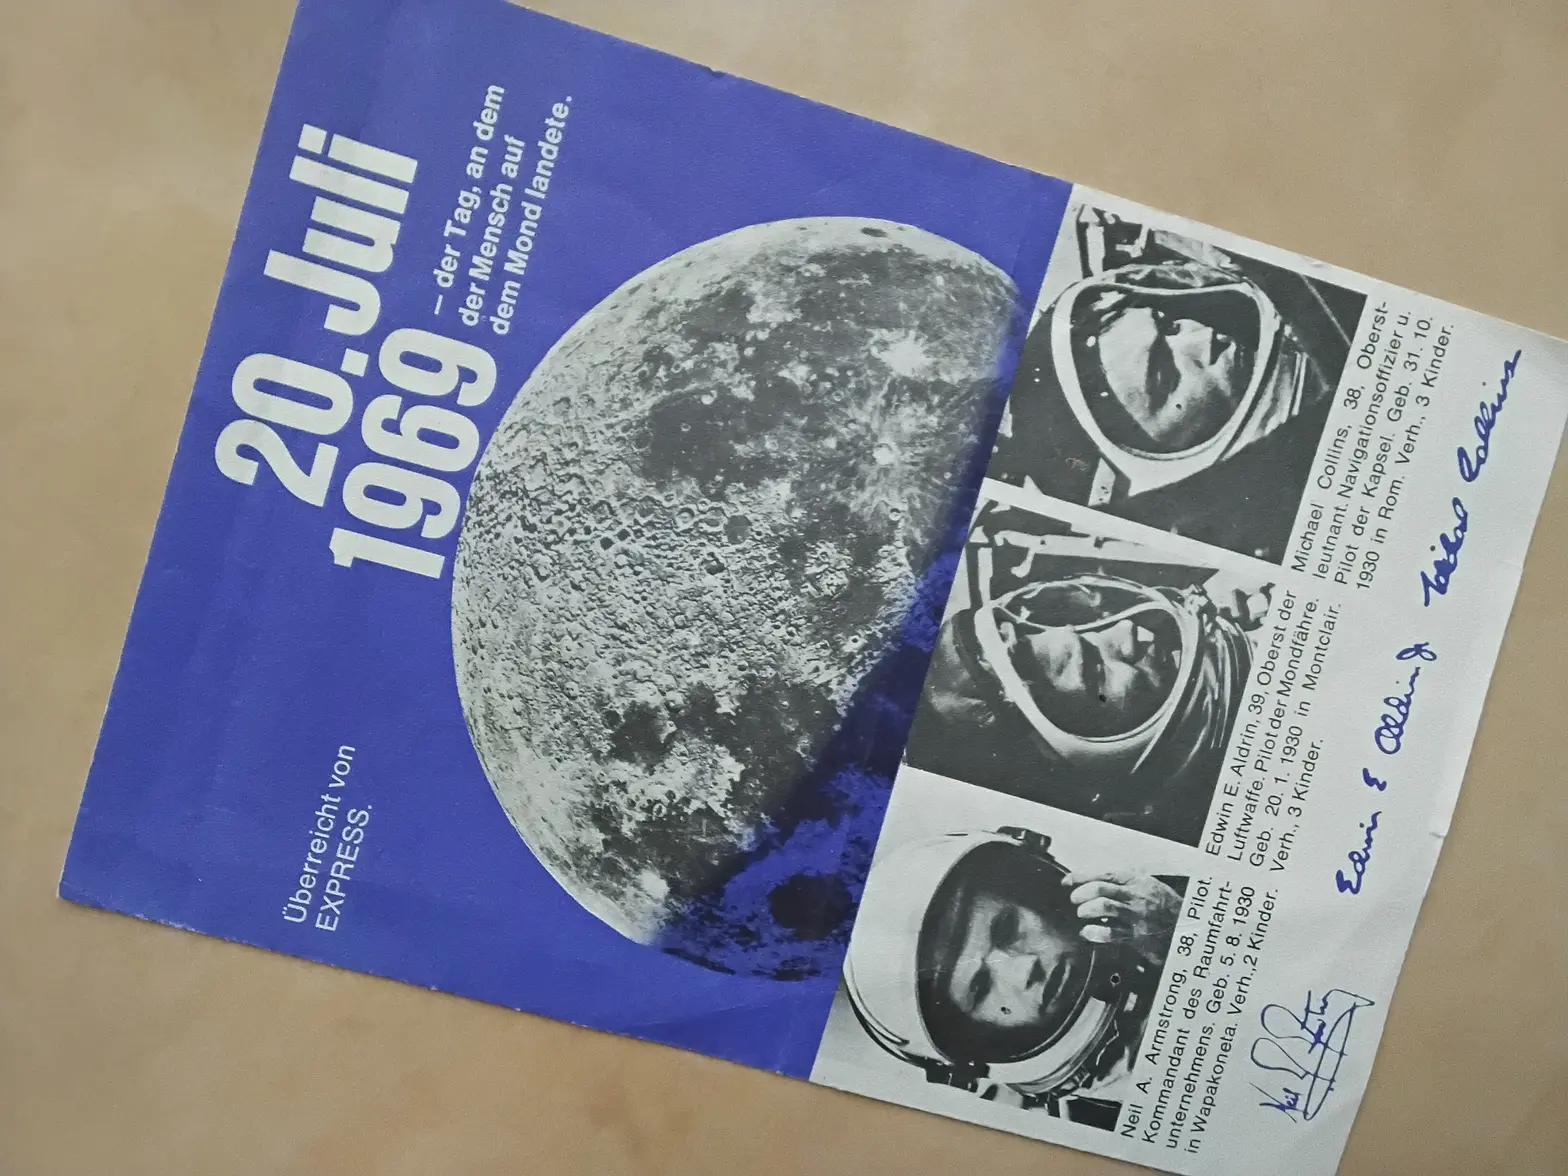 20. Juli
1969 – der Tag, an dem
der Mensch auf
dem Mond landete.
Überreicht von
EXPRESS.
Neil A. Armstrong, 38, Pilot.
Kommandant des Raumfahrt-
unternehmens. Geb. 5. 8. 1930
in Wapakoneta. Verh., 2 Kinder.
Edwin E. Aldrin, 39, Oberst der
Luftwaffe. Pilot der Mondfähre.
Geb. 20. 1. 1930 in Montclair.
Verh., 3 Kinder.
Michael Collins, 38, Oberst-
leutnant. Navigationsoffizier u.
Pilot der Kapsel. Geb. 31. 10.
1930 in Rom. Verh., 3 Kinder.
Neil Armstrong
Edwin E Aldrin Jr
Michael Collins